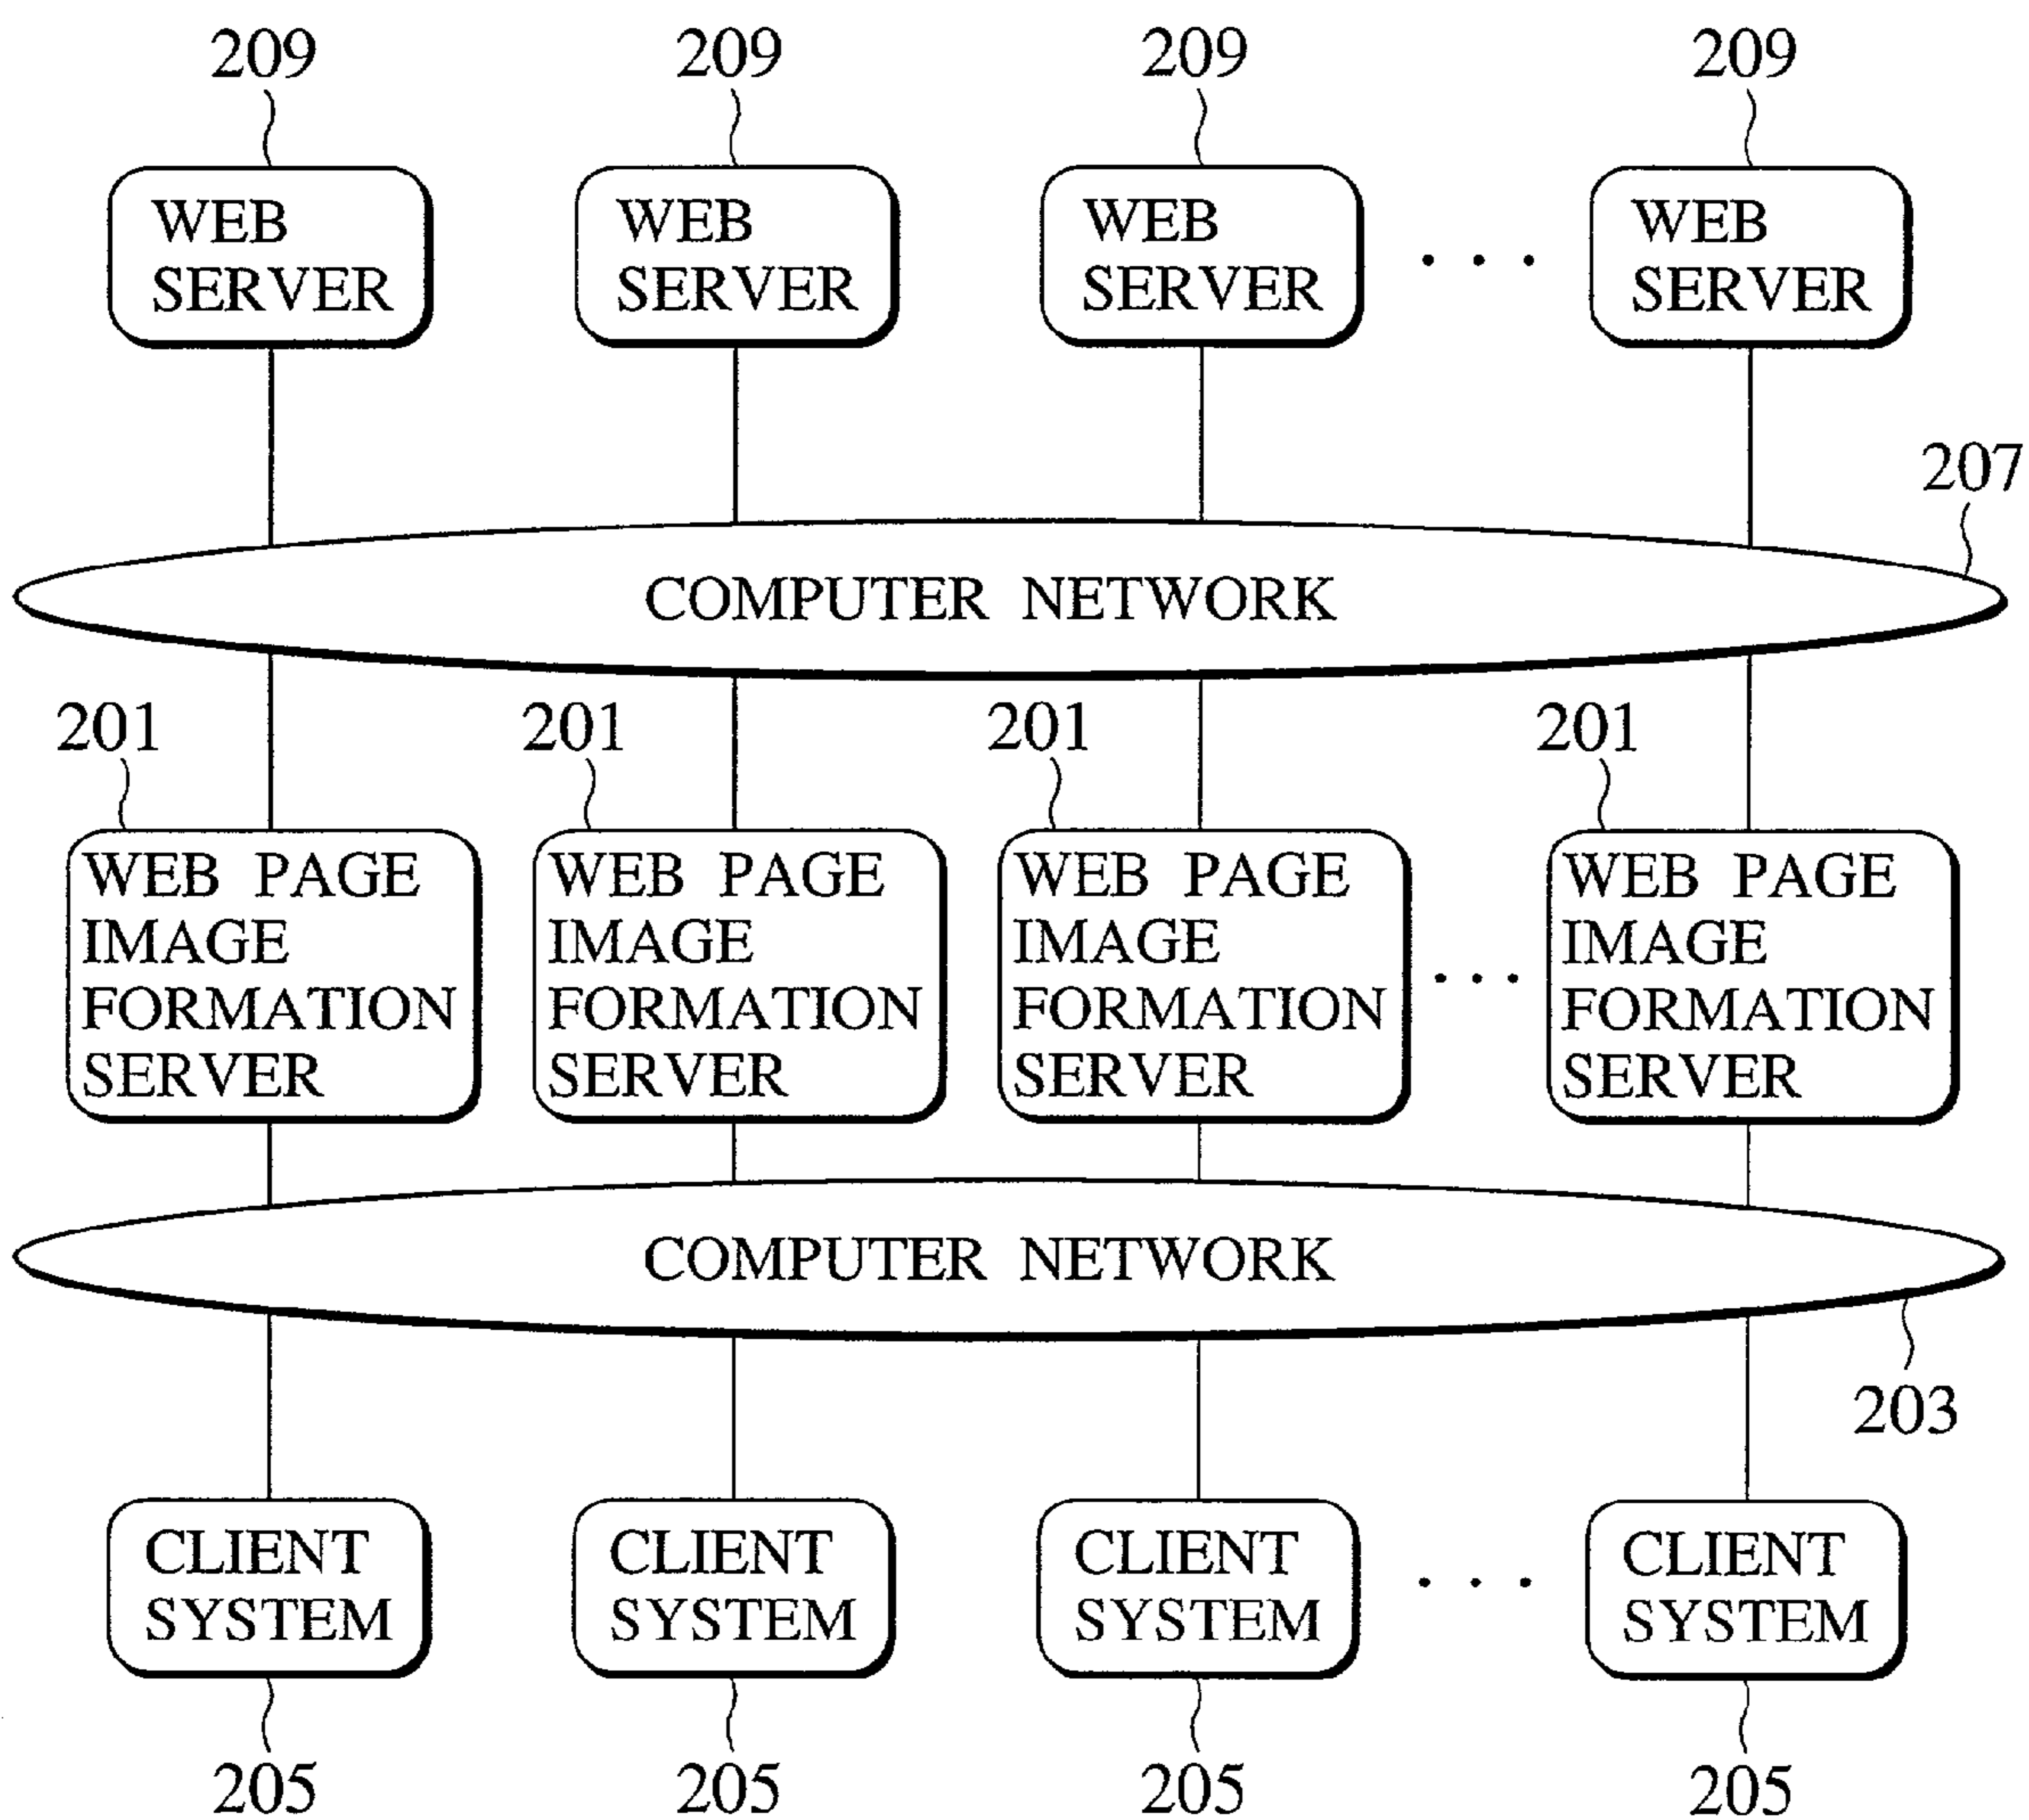 209 209 209 209
WEB SERVER
WEB SERVER
WEB SERVER
. . .
WEB SERVER
207
COMPUTER NETWORK
201 201 201 201
WEB PAGE
IMAGE
FORMATION
SERVER
WEB PAGE
IMAGE
FORMATION
SERVER
WEB PAGE
IMAGE
FORMATION
SERVER
. . .
WEB PAGE
IMAGE
FORMATION
SERVER
COMPUTER NETWORK
203
CLIENT
SYSTEM
CLIENT
SYSTEM
CLIENT
SYSTEM
. . .
CLIENT
SYSTEM
205 205 205 205